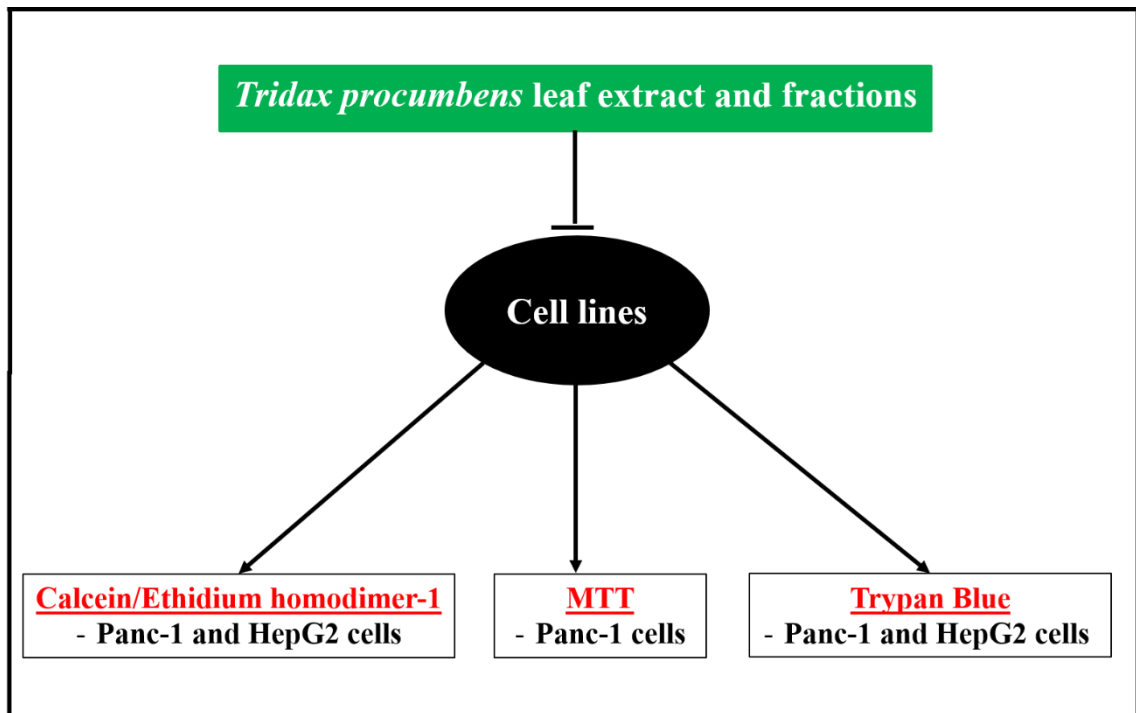 Tridax procumbens leaf extract and fractions
Cell lines
Calcein/Ethidium homodimer-1
- Panc-1 and HepG2 cells
MTT
- Panc-1 cells
Trypan Blue
- Panc-1 and HepG2 cells